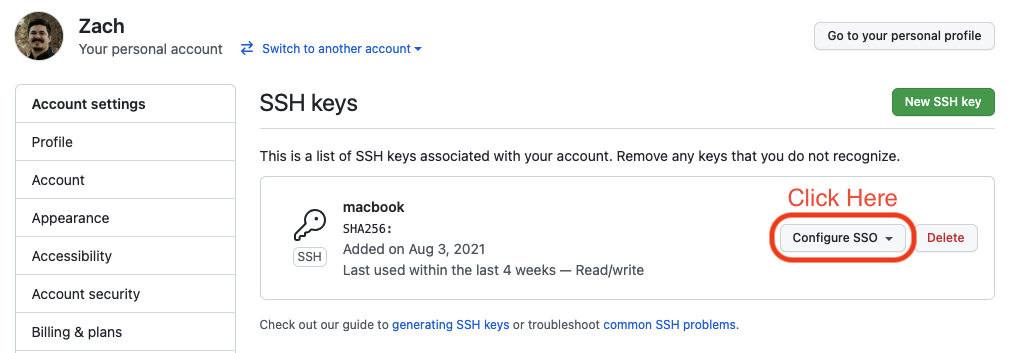 Zach
Your personal account
Switch to another account
Go to your personal profile
Account settings
Profile
Account
Appearance
Accessibility
Account security
Billing & plans
SSH keys
New SSH key
This is a list of SSH keys associated with your account. Remove any keys that you do not recognize.
macbook
SHA256:
Added on Aug 3, 2021
Last used within the last 4 weeks — Read/write
SSH
Click Here
Configure SSO
Delete
Check out our guide to generating SSH keys or troubleshoot common SSH problems.